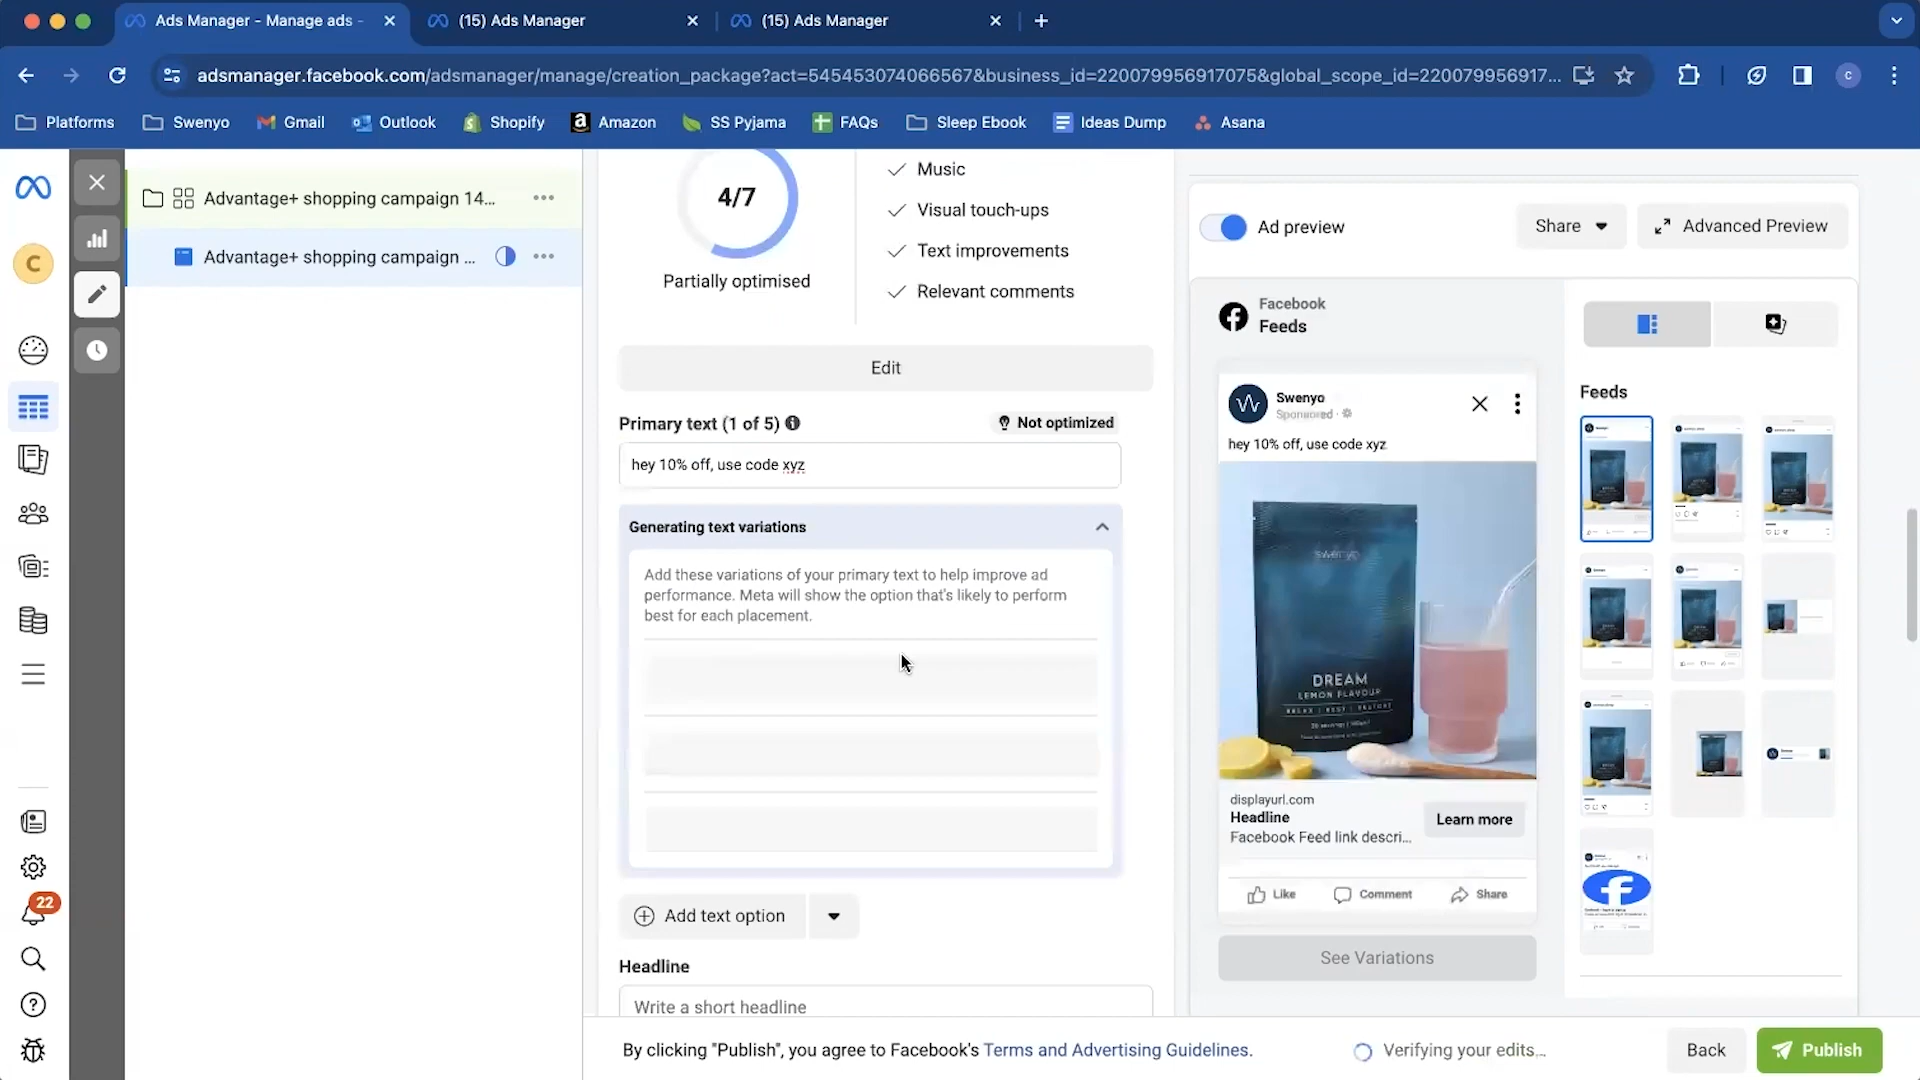 Ads Manager - Manage ads -
(15) Ads Manager
(15) Ads Manager
adsmanager.facebook.com/adsmanager/manage/creation_package?act=545453074066567&business_id=220079956917075&global_scope_id=220079956917...
C
Platforms
Swenyo
Gmail
Outlook
Shopify
Amazon
SS Pyjama
FAQs
Sleep Ebook
Ideas Dump
Asana
C
22
Advantage+ shopping campaign 14...
Advantage+ shopping campaign ...
4/7
Partially optimised
Music
Visual touch-ups
Text improvements
Relevant comments
Edit
Primary text (1 of 5)
Not optimized
hey 10% off, use code xyz
Generating text variations
Add these variations of your primary text to help improve ad
performance. Meta will show the option that's likely to perform
best for each placement.
Add text option
Headline
Write a short headline
Ad preview
Share
Advanced Preview
Facebook
Feeds
Swenyo
Sponsored
hey 10% off, use code xyz
swenyo
DREAM
LEMON FLAVOUR
displayurl.com
Headline
Facebook Feed link descri...
Learn more
Like
Comment
Share
See Variations
Feeds
By clicking "Publish", you agree to Facebook's Terms and Advertising Guidelines.
Verifying your edits...
Back
Publish